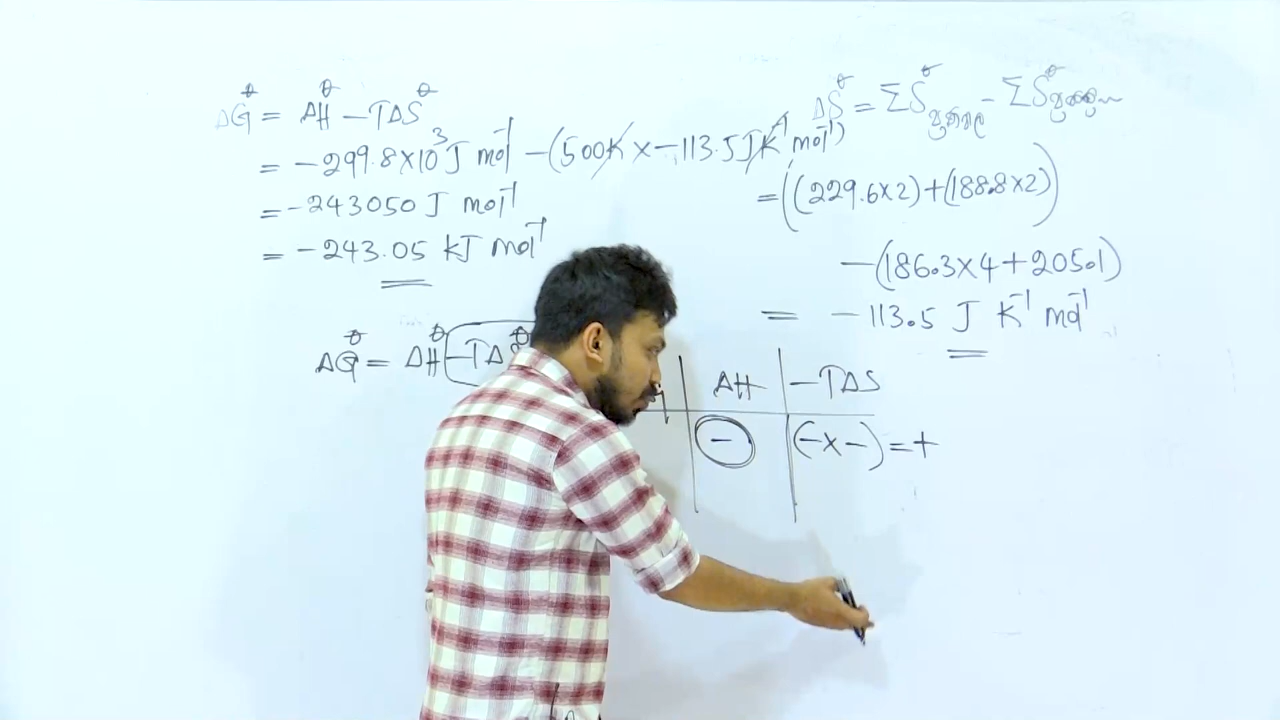 ΔG^θ = ΔH^θ - TΔS^θ
= -299.8×10³ J mol⁻¹ - (500K × -113.5 J K⁻¹ mol⁻¹)
= -243050 J mol⁻¹
= -243.05 kJ mol⁻¹
ΔG^θ = ΔH^θ - TΔS^θ
ΔS^θ = ΣS^θ - ΣS^θ
= ((229.6×2) + (188.8×2))
- (186.3×4 + 205.1)
= -113.5 J K⁻¹ mol⁻¹
ΔH -TΔS
- (-×-) = +